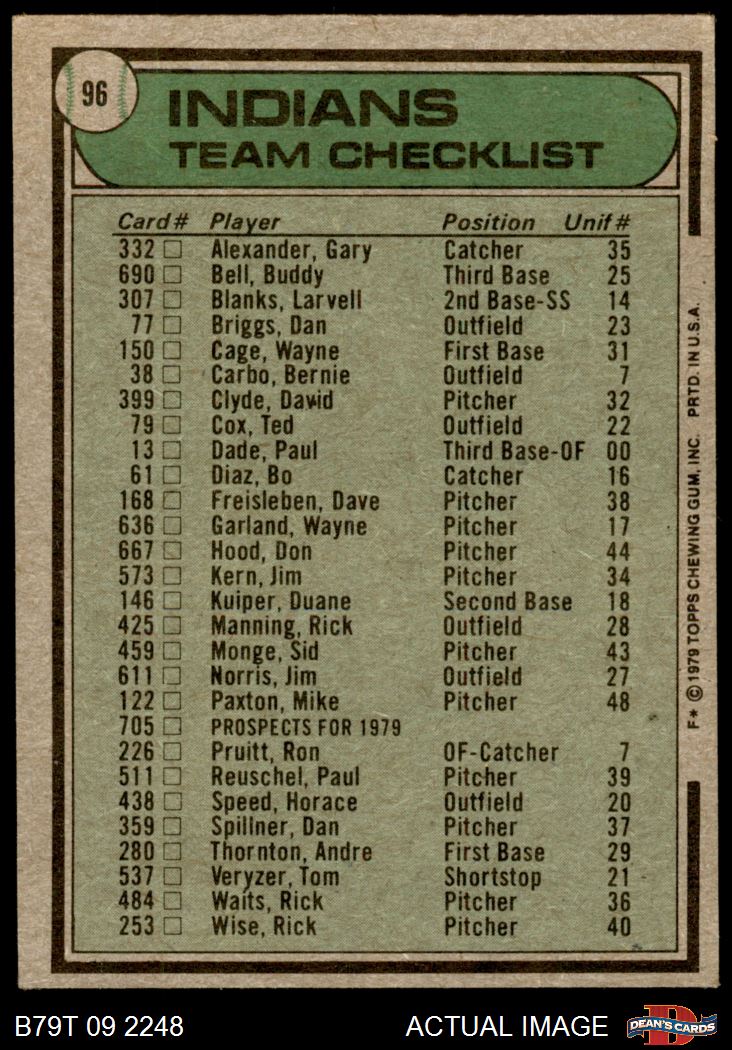 96
INDIANS
TEAM CHECKLIST
Card# Player Position Unif#
332 □ Alexander, Gary Catcher 35
690 □ Bell, Buddy Third Base 25
307 □ Blanks, Larvell 2nd Base-SS 14
77 □ Briggs, Dan Outfield 23
150 □ Cage, Wayne First Base 31
38 □ Carbo, Bernie Outfield 7
399 □ Clyde, David Pitcher 32
79 □ Cox, Ted Outfield 22
13 □ Dade, Paul Third Base-OF 00
61 □ Diaz, Bo Catcher 16
168 □ Freisleben, Dave Pitcher 38
636 □ Garland, Wayne Pitcher 17
667 □ Hood, Don Pitcher 44
573 □ Kern, Jim Pitcher 34
146 □ Kuiper, Duane Second Base 18
425 □ Manning, Rick Outfield 28
459 □ Monge, Sid Pitcher 43
611 □ Norris, Jim Outfield 27
122 □ Paxton, Mike Pitcher 48
705 □ PROSPECTS FOR 1979
226 □ Pruitt, Ron OF-Catcher 7
511 □ Reuschel, Paul Pitcher 39
438 □ Speed, Horace Outfield 20
359 □ Spillner, Dan Pitcher 37
280 □ Thornton, Andre First Base 29
537 □ Veryzer, Tom Shortstop 21
484 □ Waits, Rick Pitcher 36
253 □ Wise, Rick Pitcher 40
F* © 1979 TOPPS CHEWING GUM, INC. PRTD. IN U.S.A.
B79T 09 2248 ACTUAL IMAGE
D
DEAN'S CARDS